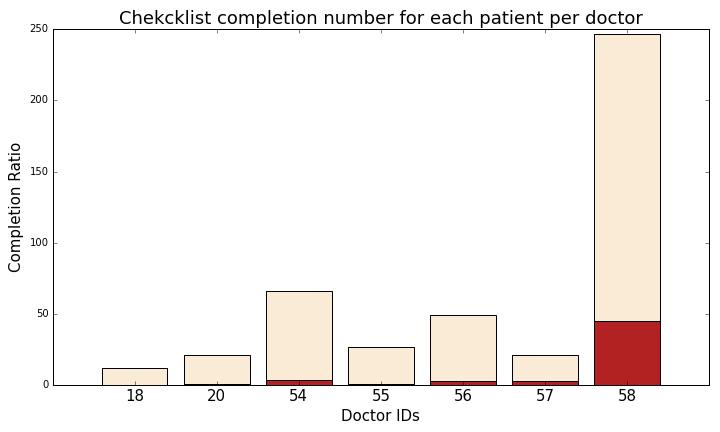 Chekcklist completion number for each patient per doctor
250
200
150
100
50
0
Completion Ratio
18 20 54 55 56 57 58
Doctor IDs